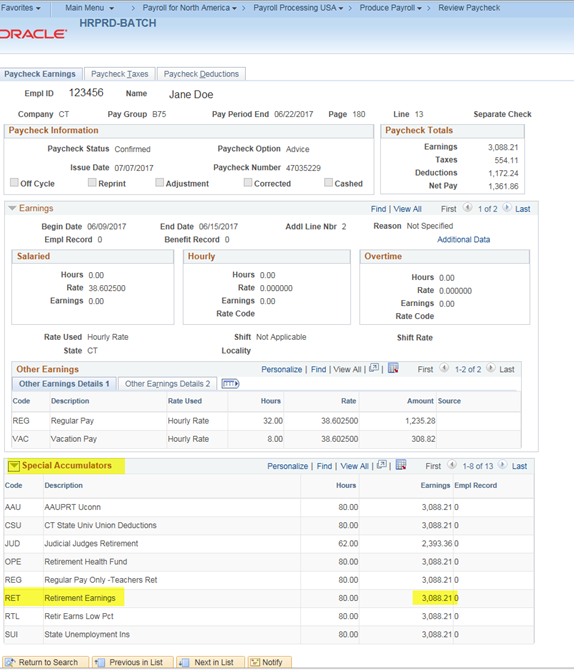 Favorites Main Menu > Payroll for North America > Payroll Processing USA > Produce Payroll > Review Paycheck
HRPRD-BATCH
ORACLE
Paycheck Earnings Paycheck Taxes Paycheck Deductions
Empl ID 123456 Name Jane Doe
Company CT Pay Group B75 Pay Period End 06/22/2017 Page 180 Line 13 Separate Check
Paycheck Information Paycheck Totals
Paycheck Status Confirmed Paycheck Option Advice Earnings 3,088.21
Taxes 554.11
Issue Date 07/07/2017 Paycheck Number 47035229 Deductions 1,172.24
Off Cycle Reprint Adjustment Corrected Cashed Net Pay 1,361.86
Earnings Find | View All First 1 of 2 Last
Begin Date 06/09/2017 End Date 06/15/2017 Addl Line Nbr 2 Reason Not Specified
Empl Record 0 Benefit Record 0 Additional Data
Salaried Hourly Overtime
Hours 0.00 Hours 0.00 Hours 0.00
Rate 38.602500 Rate 0.000000 Rate 0.000000
Earnings 0.00 Earnings 0.00 Earnings 0.00
Rate Code Rate Code
Rate Used Hourly Rate Shift Not Applicable Shift Rate
State CT Locality
Other Earnings Personalize | Find | View All | First 1-2 of 2 Last
Other Earnings Details 1 Other Earnings Details 2
Code Description Rate Used Hours Rate Amount Source
REG Regular Pay Hourly Rate 32.00 38.602500 1,235.28
VAC Vacation Pay Hourly Rate 8.00 38.602500 308.82
Special Accumulators Personalize | Find | View All | First 1-8 of 13 Last
Code Description Hours Earnings Empl Record
AAU AAUPRT Uconn 80.00 3,088.21 0
CSU CT State Univ Union Deductions 80.00 3,088.21 0
JUD Judicial Judges Retirement 62.00 2,393.36 0
OPE Retirement Health Fund 80.00 3,088.21 0
REG Regular Pay Only -Teachers Ret 80.00 3,088.21 0
RET Retirement Earnings 80.00 3,088.21 0
RTL Retir Earns Low Pct 80.00 3,088.21 0
SUI State Unemployment Ins 80.00 3,088.21 0
Return to Search Previous in List Next in List Notify